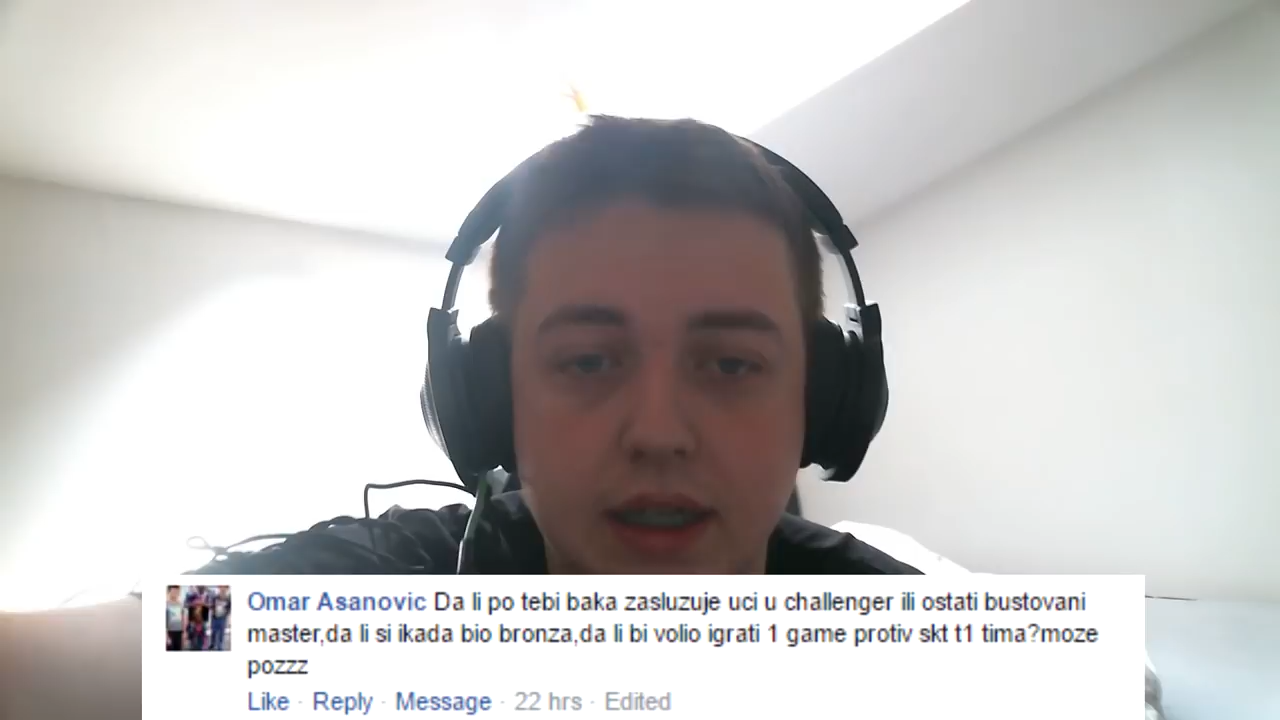 Omar Asanovic Da li po tebi baka zasluzuje uci u challenger ili ostati bustovani
master,da li si ikada bio bronza,da li bi volio igrati 1 game protiv skt t1 tima?moze
pozzz
Like · Reply · Message · 22 hrs · Edited